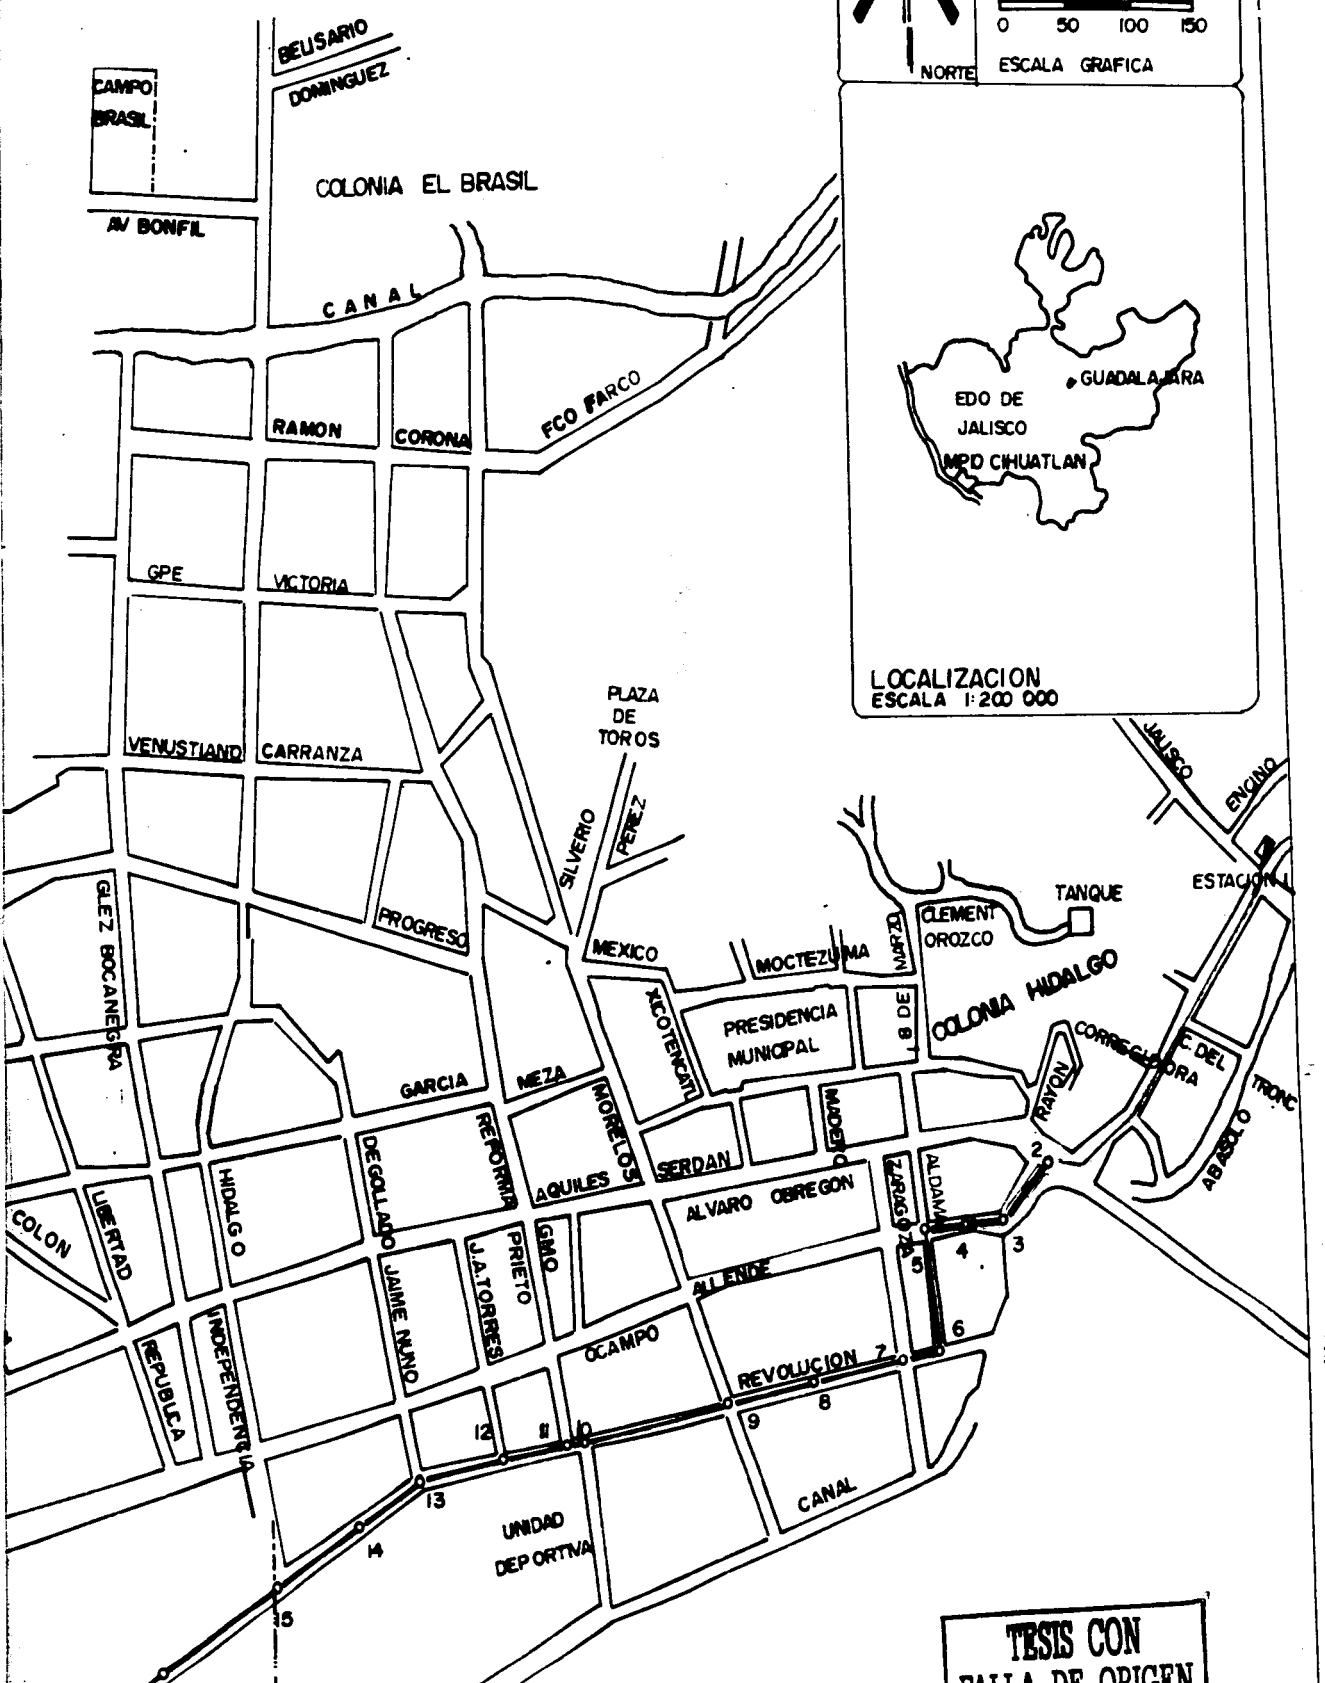 0 50 100 150
NORTE
ESCALA GRAFICA
BELISARIO
DOMINGUEZ
CAMPO
BRASIL
COLONIA EL BRASIL
AV BONFIL
CANAL
RAMON CORONA
FCO FARCO
GPE VICTORIA
GUADALAJARA
EDO DE
JALISCO
MPIO CIHUATLAN
LOCALIZACION
ESCALA 1:200 000
PLAZA
DE
TOROS
VENUSTIANO CARRANZA
SILVERIO
PEREZ
JALISCO
ENCINO
ESTACION
TANQUE
CLEMENT
OROZCO
GLEZ BOCANEGRA
PROGRESO
MEXICO
MOCTEZUMA
18 DE MARZO
COLONIA HIDALGO
XICOTENCATL
PRESIDENCIA
MUNICIPAL
CORREGIDORA
C. DEL
TRONC
ABASOLO
RAYON
GARCIA MEZA
MORELOS
MADERO
REFORMA
DEGOLLADO
AQUILES SERDAN
ALVARO OBREGON
ZARAGOZA
ALDAMA
2
3
4
5
6
7
8
9
10
11
12
13
14
15
COLON
LIBERTAD
HIDALGO
JAIME NUNO
J.A. TORRES
PRIETO
GMO
ALLENDE
OCAMPO
REVOLUCION
REPUBLICA
INDEPENDENCIA
CANAL
UNIDAD
DEPORTIVA
TESIS CON
FALLA DE ORIGEN